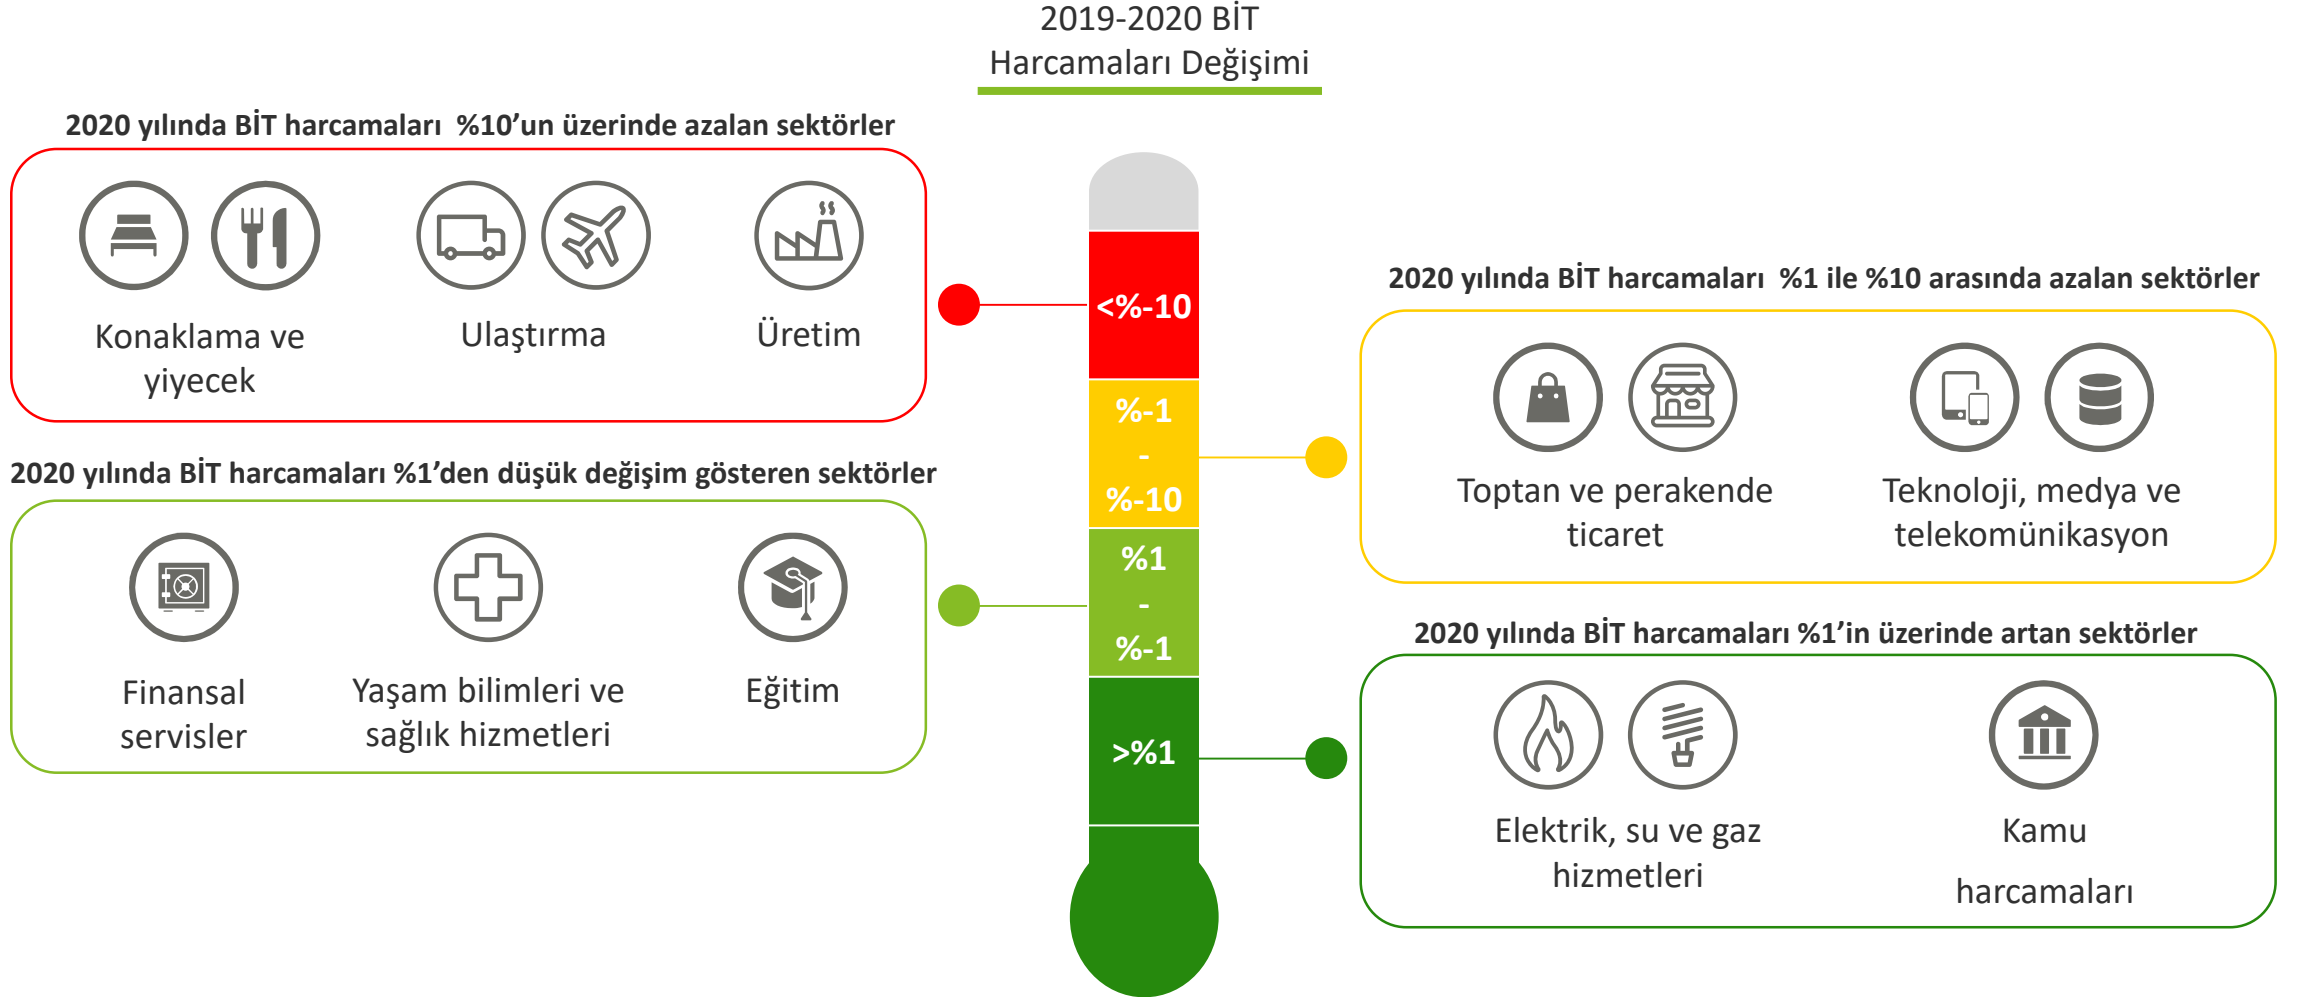 2019-2020 BİT
Harcamaları Değişimi
2020 yılında BİT harcamaları %10’un üzerinde azalan sektörler
Konaklama ve
yiyecek
Ulaştırma
Üretim
<%-10
2020 yılında BİT harcamaları %1 ile %10 arasında azalan sektörler
Toptan ve perakende
ticaret
Teknoloji, medya ve
telekomünikasyon
%-1
-
%-10
2020 yılında BİT harcamaları %1’den düşük değişim gösteren sektörler
Finansal
servisler
Yaşam bilimleri ve
sağlık hizmetleri
Eğitim
%1
-
%-1
2020 yılında BİT harcamaları %1’in üzerinde artan sektörler
>%1
Elektrik, su ve gaz
hizmetleri
Kamu
harcamaları